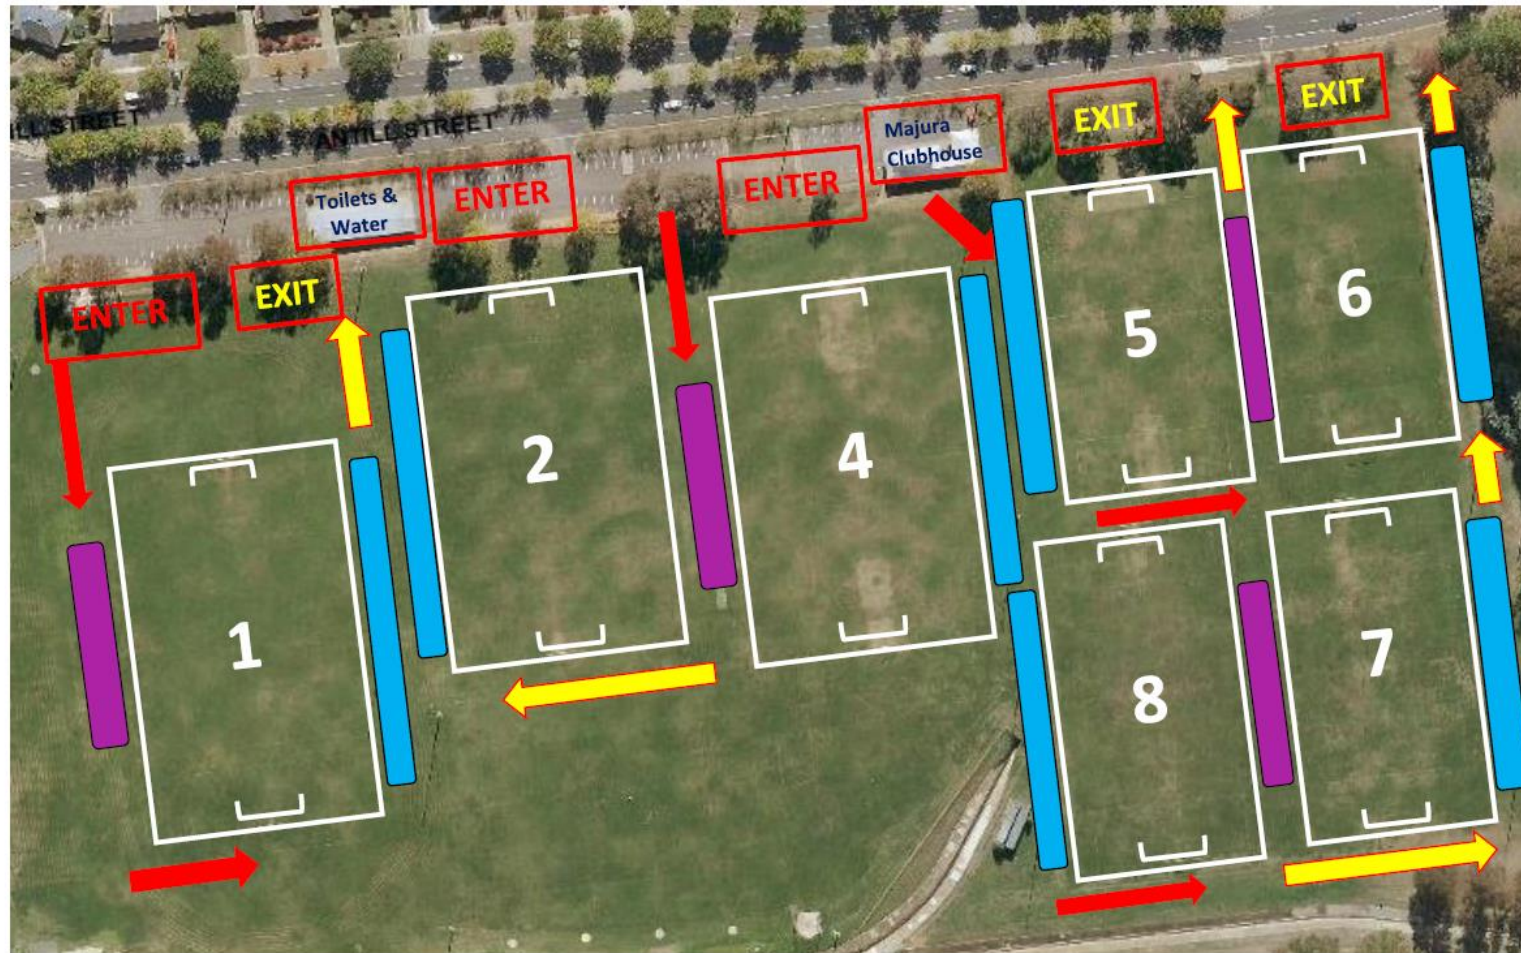 ILL STREET
ANTILL STREET
Majura
Clubhouse
EXIT
EXIT
Toilets &
Water
ENTER
ENTER
ENTER
EXIT
1
2
4
5
6
7
8